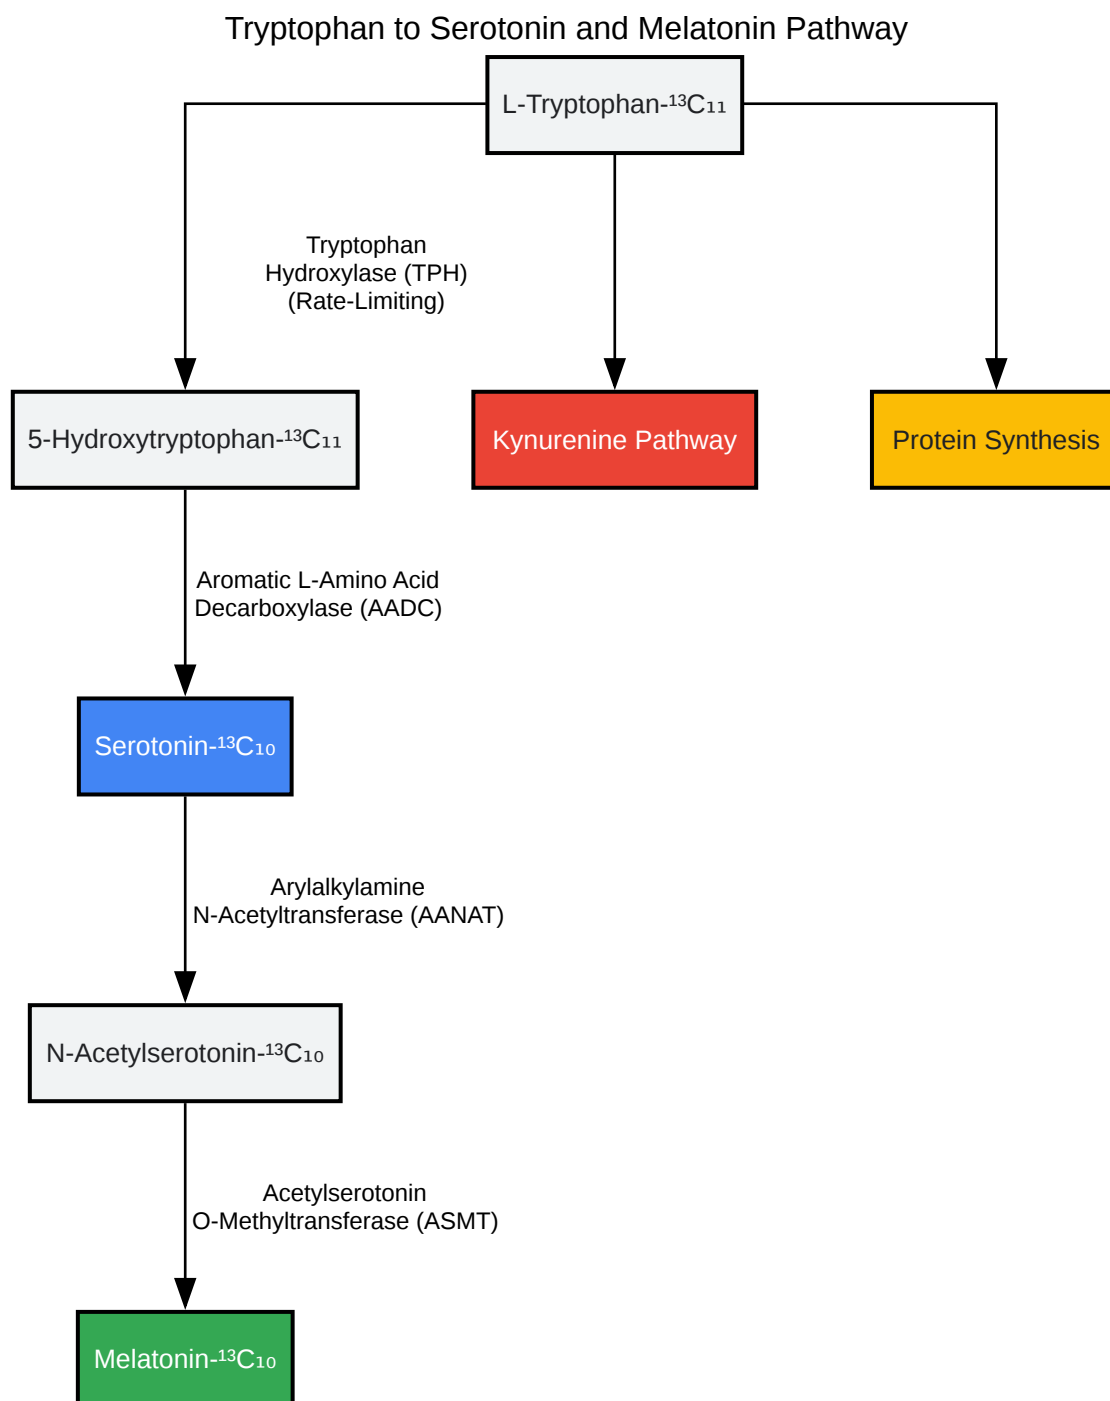 Tryptophan to Serotonin and Melatonin Pathway
L-Tryptophan-¹³C₁₁
Tryptophan
Hydroxylase (TPH)
(Rate-Limiting)
5-Hydroxytryptophan-¹³C₁₁
Kynurenine Pathway
Protein Synthesis
Aromatic L-Amino Acid
Decarboxylase (AADC)
Serotonin-¹³C₁₀
Arylalkylamine
N-Acetyltransferase (AANAT)
N-Acetylserotonin-¹³C₁₀
Acetylserotonin
O-Methyltransferase (ASMT)
Melatonin-¹³C₁₀